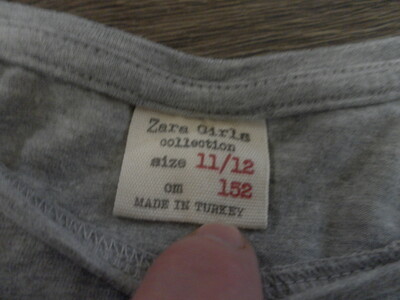 Zara Girls
collection
size 11/12
cm 152
MADE IN TURKEY